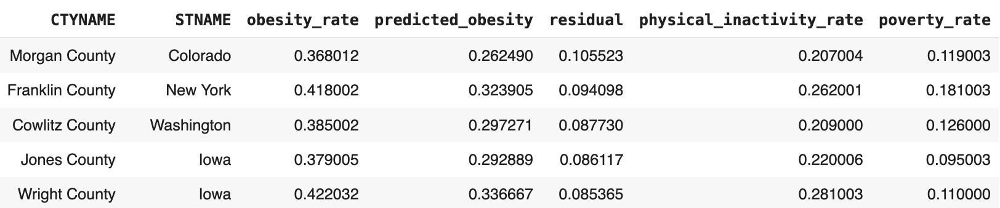 CTYNAME STNAME obesity_rate predicted_obesity residual physical_inactivity_rate poverty_rate
Morgan County Colorado 0.368012 0.262490 0.105523 0.207004 0.119003
Franklin County New York 0.418002 0.323905 0.094098 0.262001 0.181003
Cowlitz County Washington 0.385002 0.297271 0.087730 0.209000 0.126000
Jones County Iowa 0.379005 0.292889 0.086117 0.220006 0.095003
Wright County Iowa 0.422032 0.336667 0.085365 0.281003 0.110000